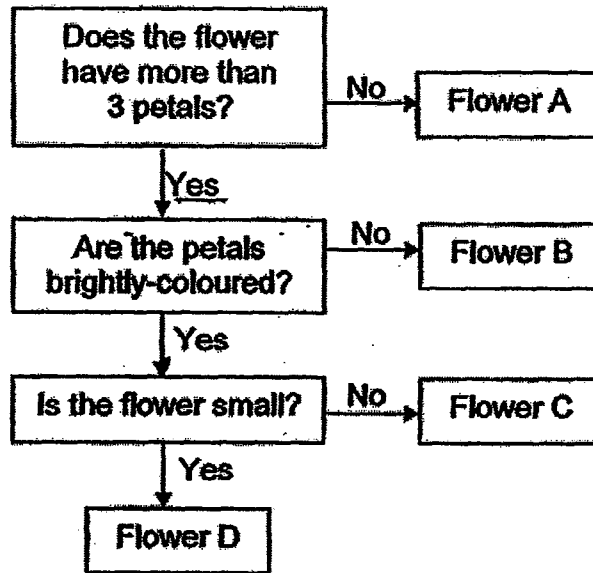 Does the flower
have more than
3 petals?
No
Flower A
Yes
Are the petals
brightly-coloured?
No
Flower B
Yes
Is the flower small?
No
Flower C
Yes
Flower D